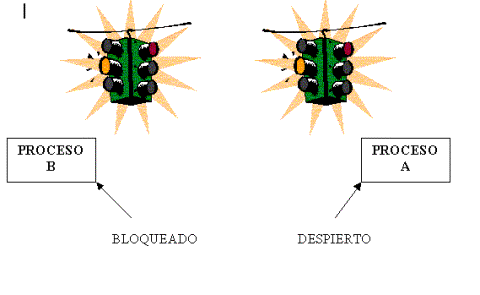 PROCESO
B
PROCESO
A
BLOQUEADO
DESPIERTO